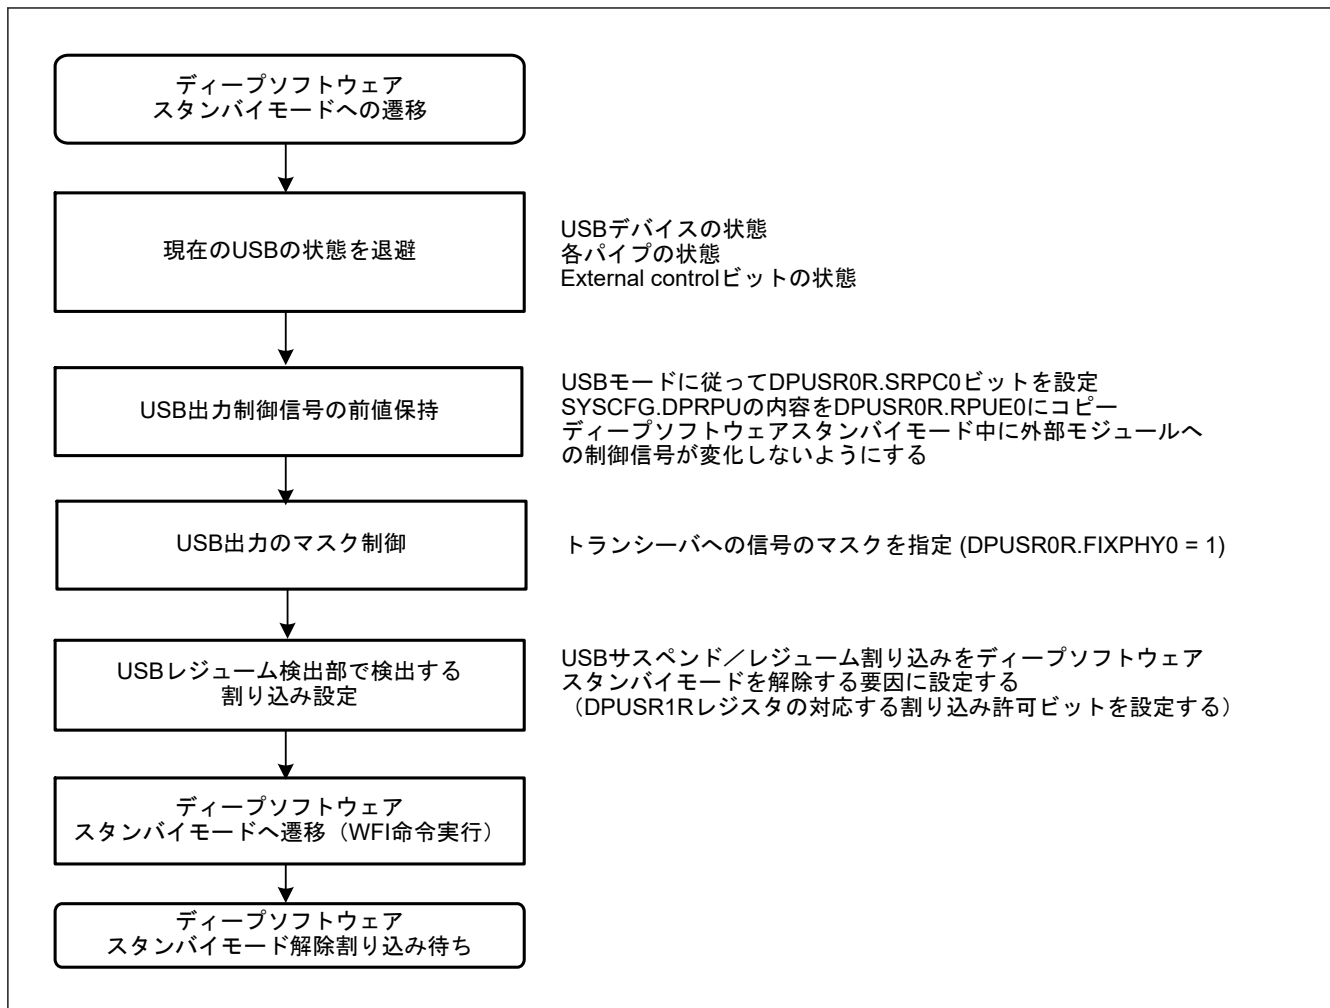 ディープソフトウェア
スタンバイモードへの遷移
現在のUSBの状態を退避
USBデバイスの状態
各パイプの状態
External controlビットの状態
USB出力制御信号の前値保持
USBモードに従ってDPUSR0R.SRPC0ビットを設定
SYSCFG.DPRPUの内容をDPUSR0R.RPUE0にコピー
ディープソフトウェアスタンバイモード中に外部モジュールへ
の制御信号が変化しないようにする
USB出力のマスク制御
トランシーバへの信号のマスクを指定 (DPUSR0R.FIXPHY0 = 1)
USBレジューム検出部で検出する
割り込み設定
USBサスペンド／レジューム割り込みをディープソフトウェア
スタンバイモードを解除する要因に設定する
（DPUSR1Rレジスタの対応する割り込み許可ビットを設定する）
ディープソフトウェア
スタンバイモードへ遷移（WFI命令実行）
ディープソフトウェア
スタンバイモード解除割り込み待ち